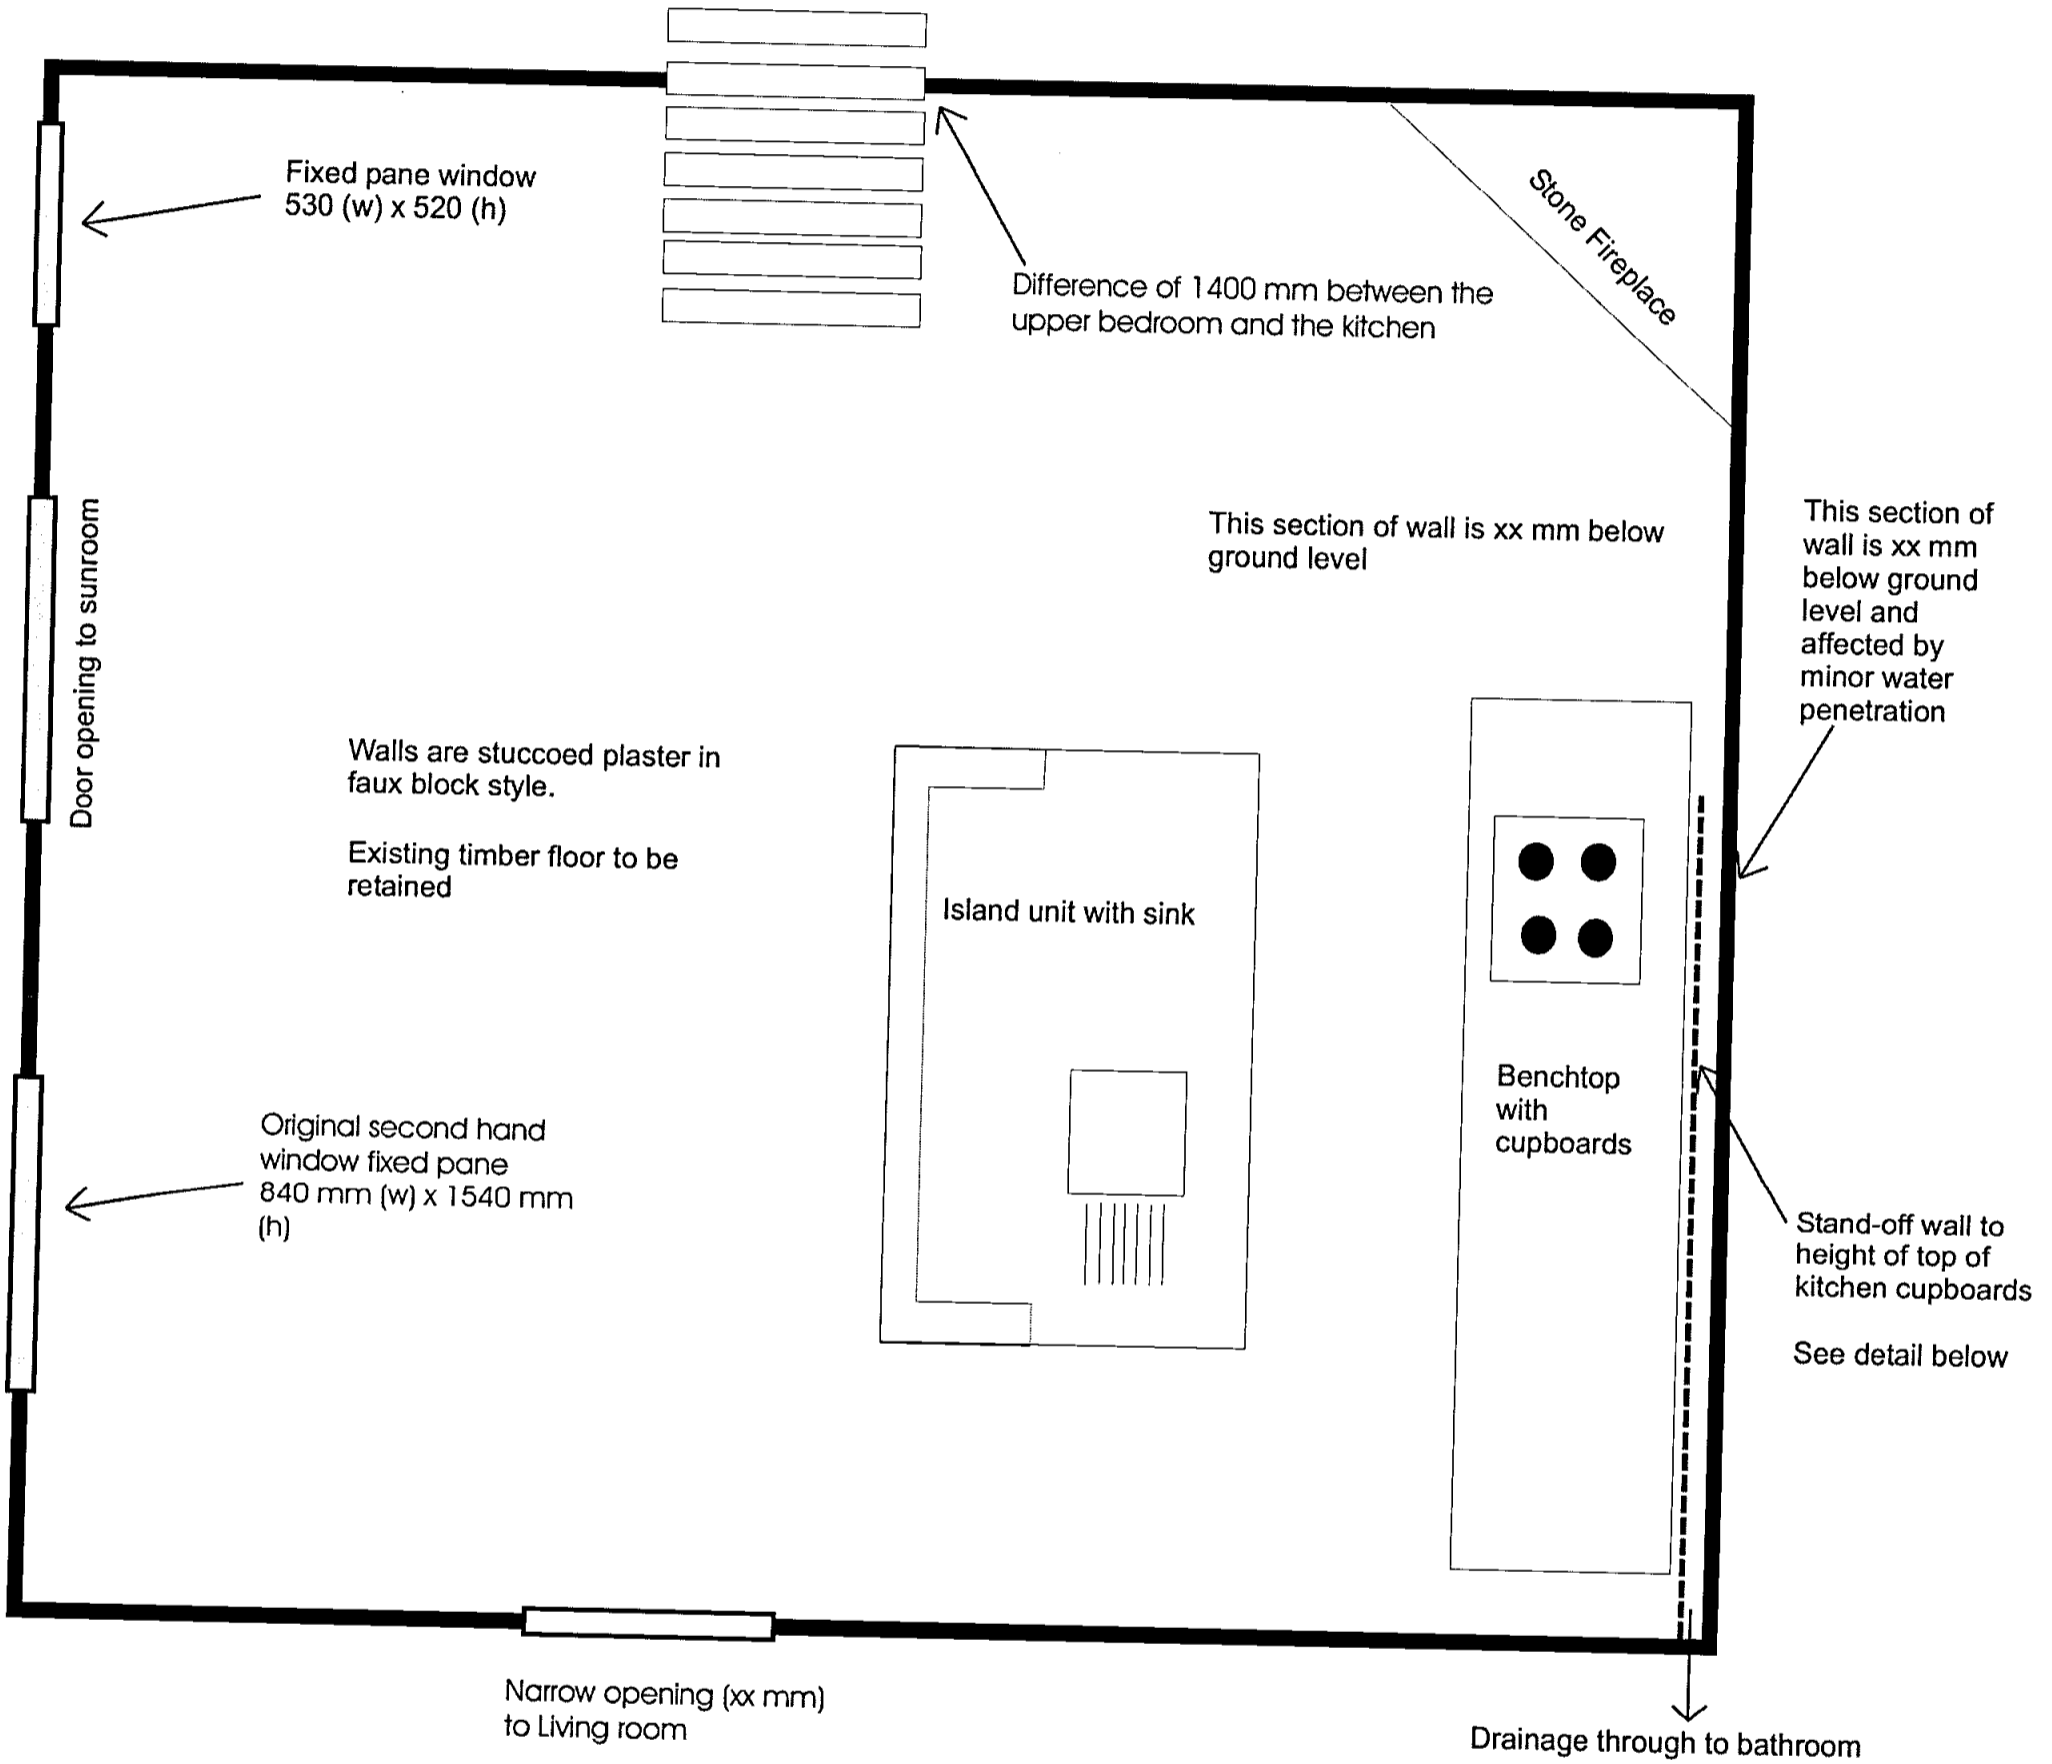 Fixed pane window
530 (w) x 520 (h)
Stone Fireplace
Difference of 1400 mm between the
upper bedroom and the kitchen
Door opening to sunroom
This section of wall is xx mm below
ground level
This section of
wall is xx mm
below ground
level and
affected by
minor water
penetration
Walls are stuccoed plaster in
faux block style.
Existing timber floor to be
retained
Island unit with sink
Benchtop
with
cupboards
Original second hand
window fixed pane
840 mm (w) x 1540 mm
(h)
Stand-off wall to
height of top of
kitchen cupboards
See detail below
Narrow opening (xx mm)
to Living room
Drainage through to bathroom